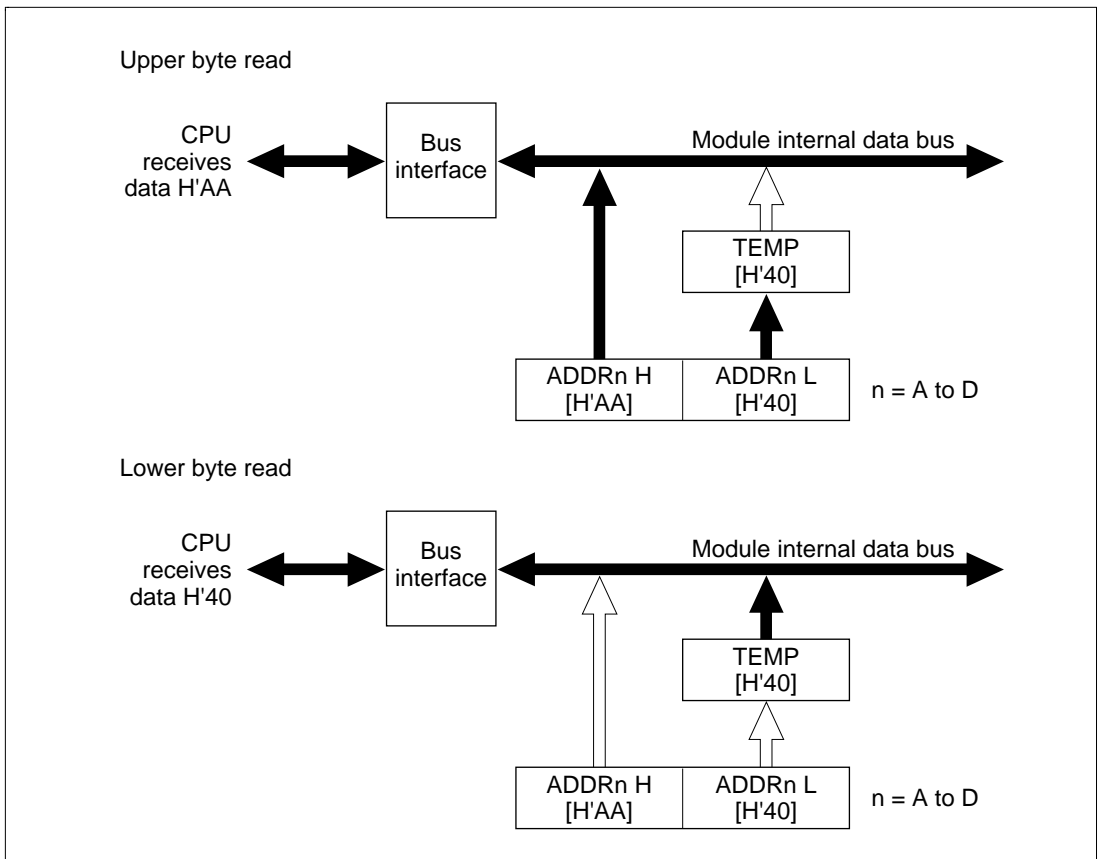 Upper byte read
CPU
receives
data H'AA
Bus
interface
Module internal data bus
TEMP
[H'40]
ADDRn H
[H'AA]
ADDRn L
[H'40]
n = A to D
Lower byte read
CPU
receives
data H'40
Bus
interface
Module internal data bus
TEMP
[H'40]
ADDRn H
[H'AA]
ADDRn L
[H'40]
n = A to D